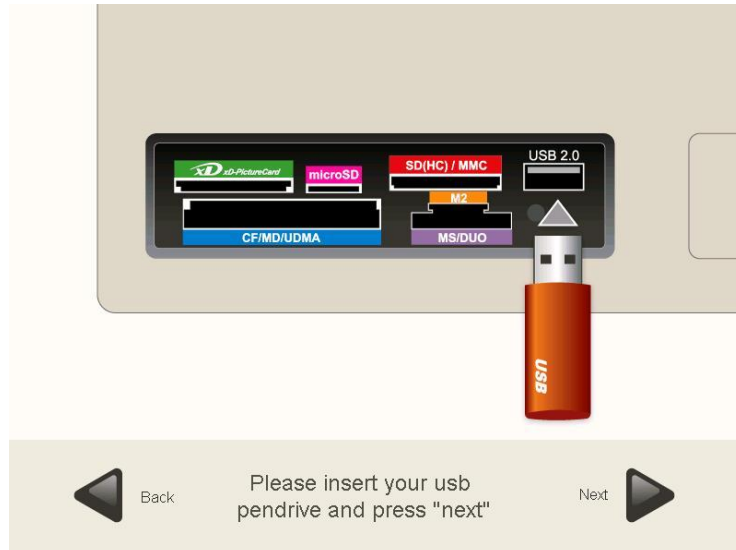 xD xD-PictureCard
microSD
SD(HC) / MMC
USB 2.0
M2
CF/MD/UDMA
MS/DUO
USB
Back
Please insert your usb
pendrive and press "next"
Next